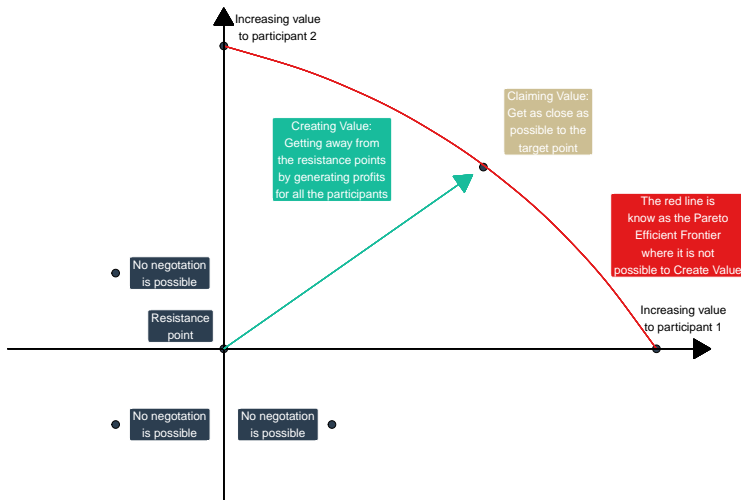 Increasing value
to participant 2
Claiming Value:
Get as close as
possible to the
target point
Creating Value:
Getting away from
the resistance points
by generating profits
for all the participants
The red line is
know as the Pareto
Efficient Frontier
where it is not
possible to Create Value
No negotation
is possible
Resistance
point
Increasing value
to participant 1
No negotation
is possible
No negotation
is possible